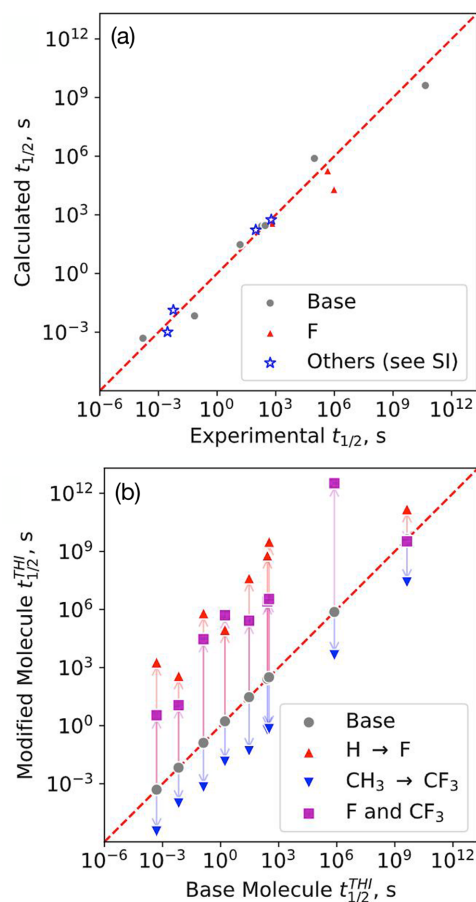 (a)
10^12
10^9
10^6
10^3
10^0
10^−3
Calculated t_1/2, s
Base
F
Others (see SI)
10^−6 10^−3 10^0 10^3 10^6 10^9 10^12
Experimental t_1/2, s
(b)
10^12
10^9
10^6
10^3
10^0
10^−3
Modified Molecule t_1/2^THI, s
Base
H → F
CH_3 → CF_3
F and CF_3
10^−6 10^−3 10^0 10^3 10^6 10^9 10^12
Base Molecule t_1/2^THI, s